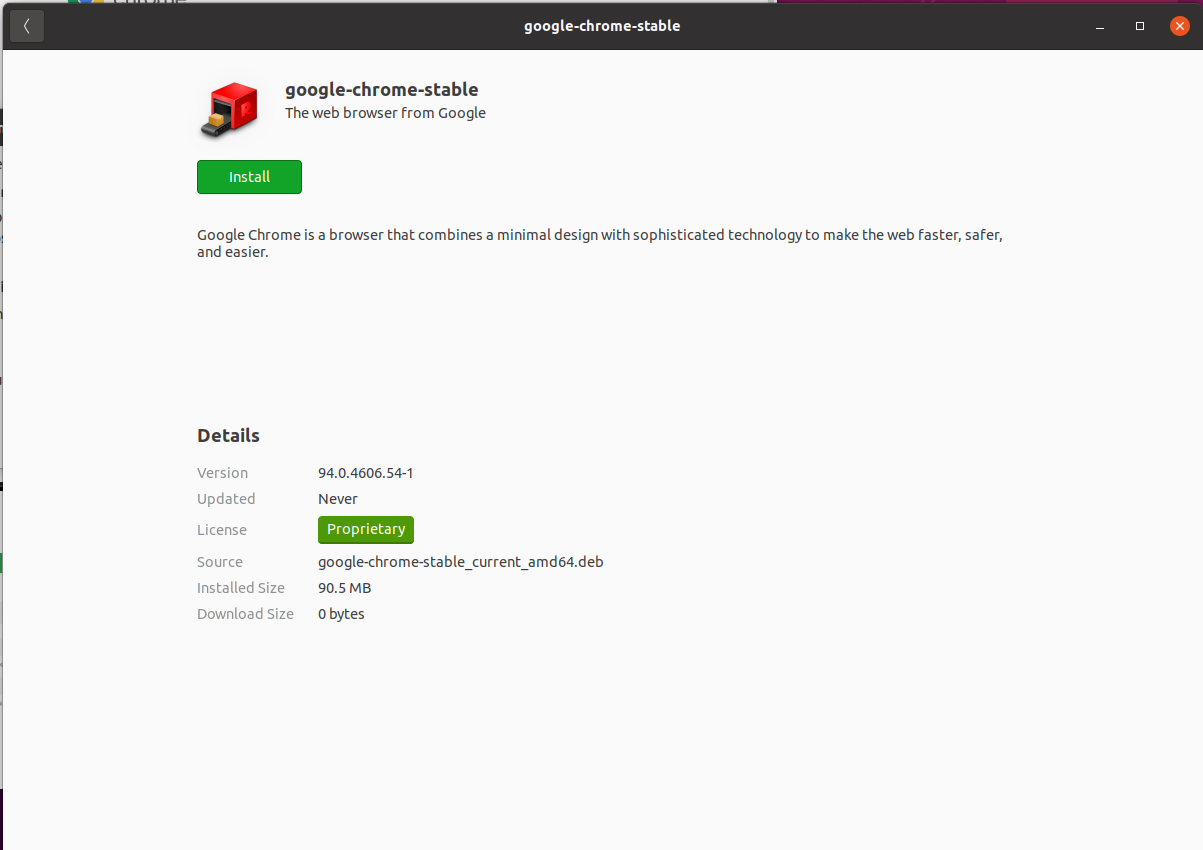 google-chrome-stable
google-chrome-stable
The web browser from Google
Install
Google Chrome is a browser that combines a minimal design with sophisticated technology to make the web faster, safer,
and easier.
Details
Version 94.0.4606.54-1
Updated Never
License Proprietary
Source google-chrome-stable_current_amd64.deb
Installed Size 90.5 MB
Download Size 0 bytes